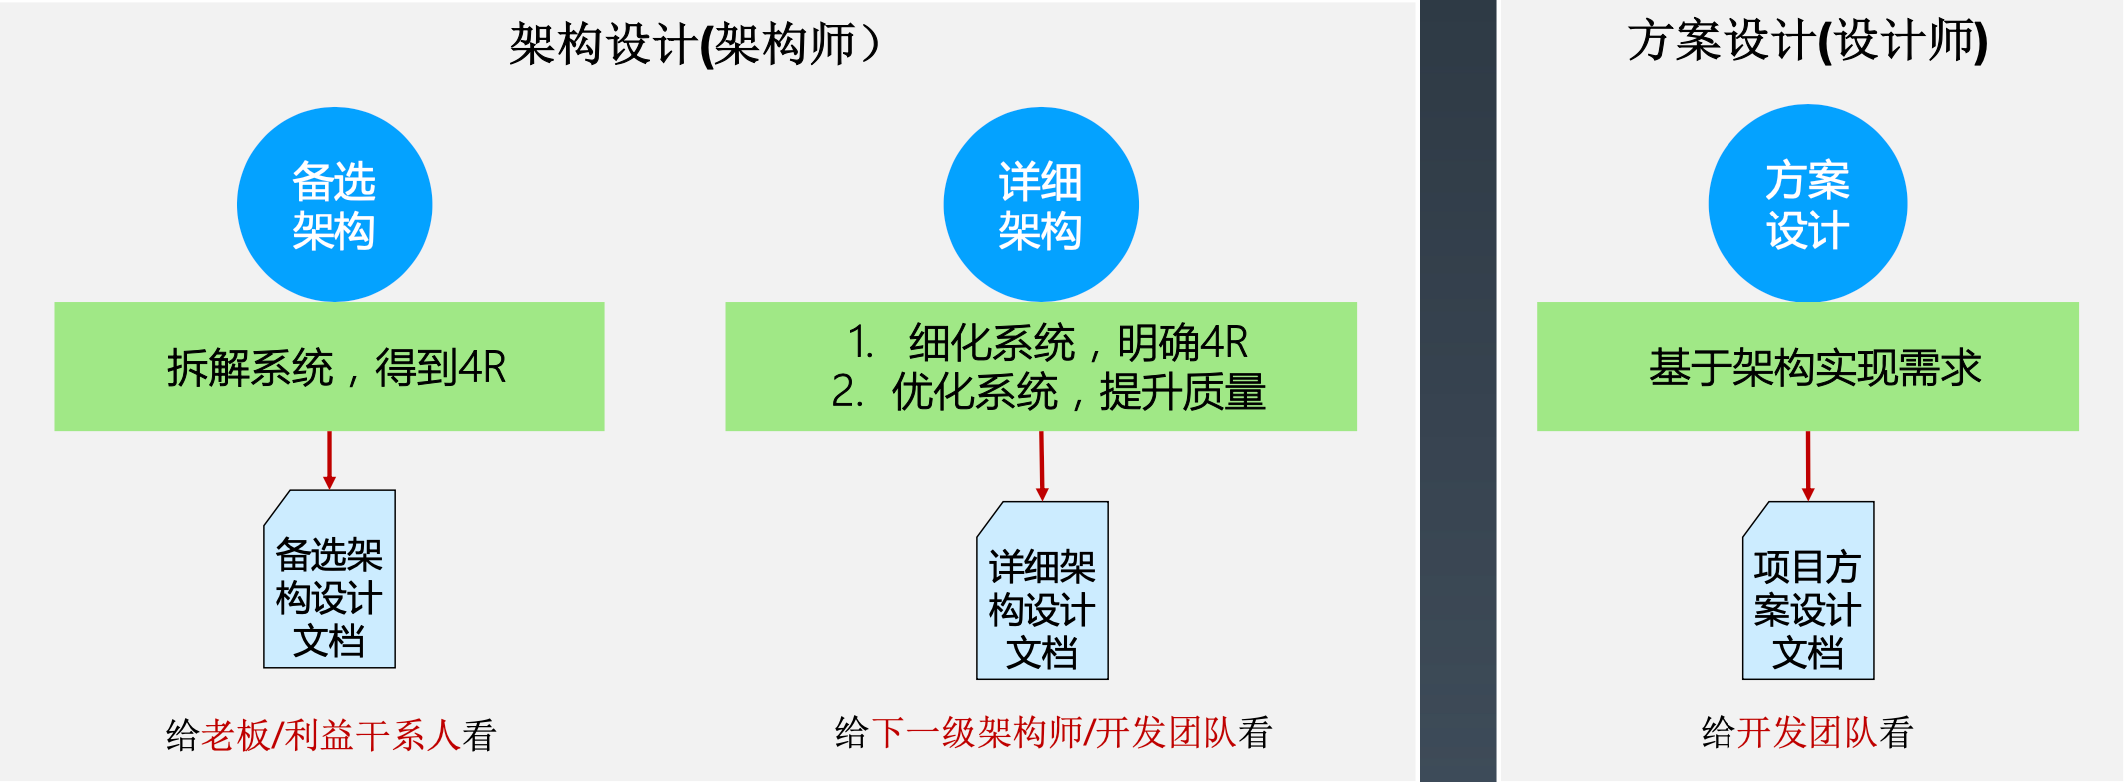 架构设计(架构师）
备选
架构
拆解系统，得到4R
备选架
构设计
文档
给老板/利益干系人看
详细
架构
1. 细化系统，明确4R
2. 优化系统，提升质量
详细架
构设计
文档
给下一级架构师/开发团队看
方案设计(设计师)
方案
设计
基于架构实现需求
项目方
案设计
文档
给开发团队看